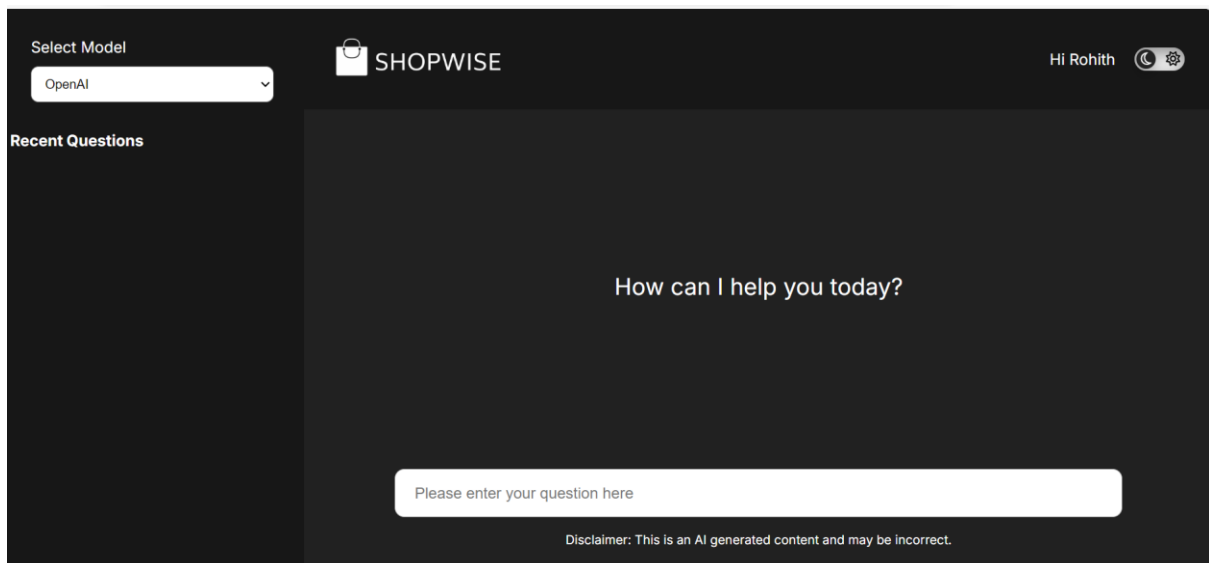 Select Model
OpenAI
Recent Questions
SHOPWISE
Hi Rohith
How can I help you today?
Please enter your question here
Disclaimer: This is an AI generated content and may be incorrect.